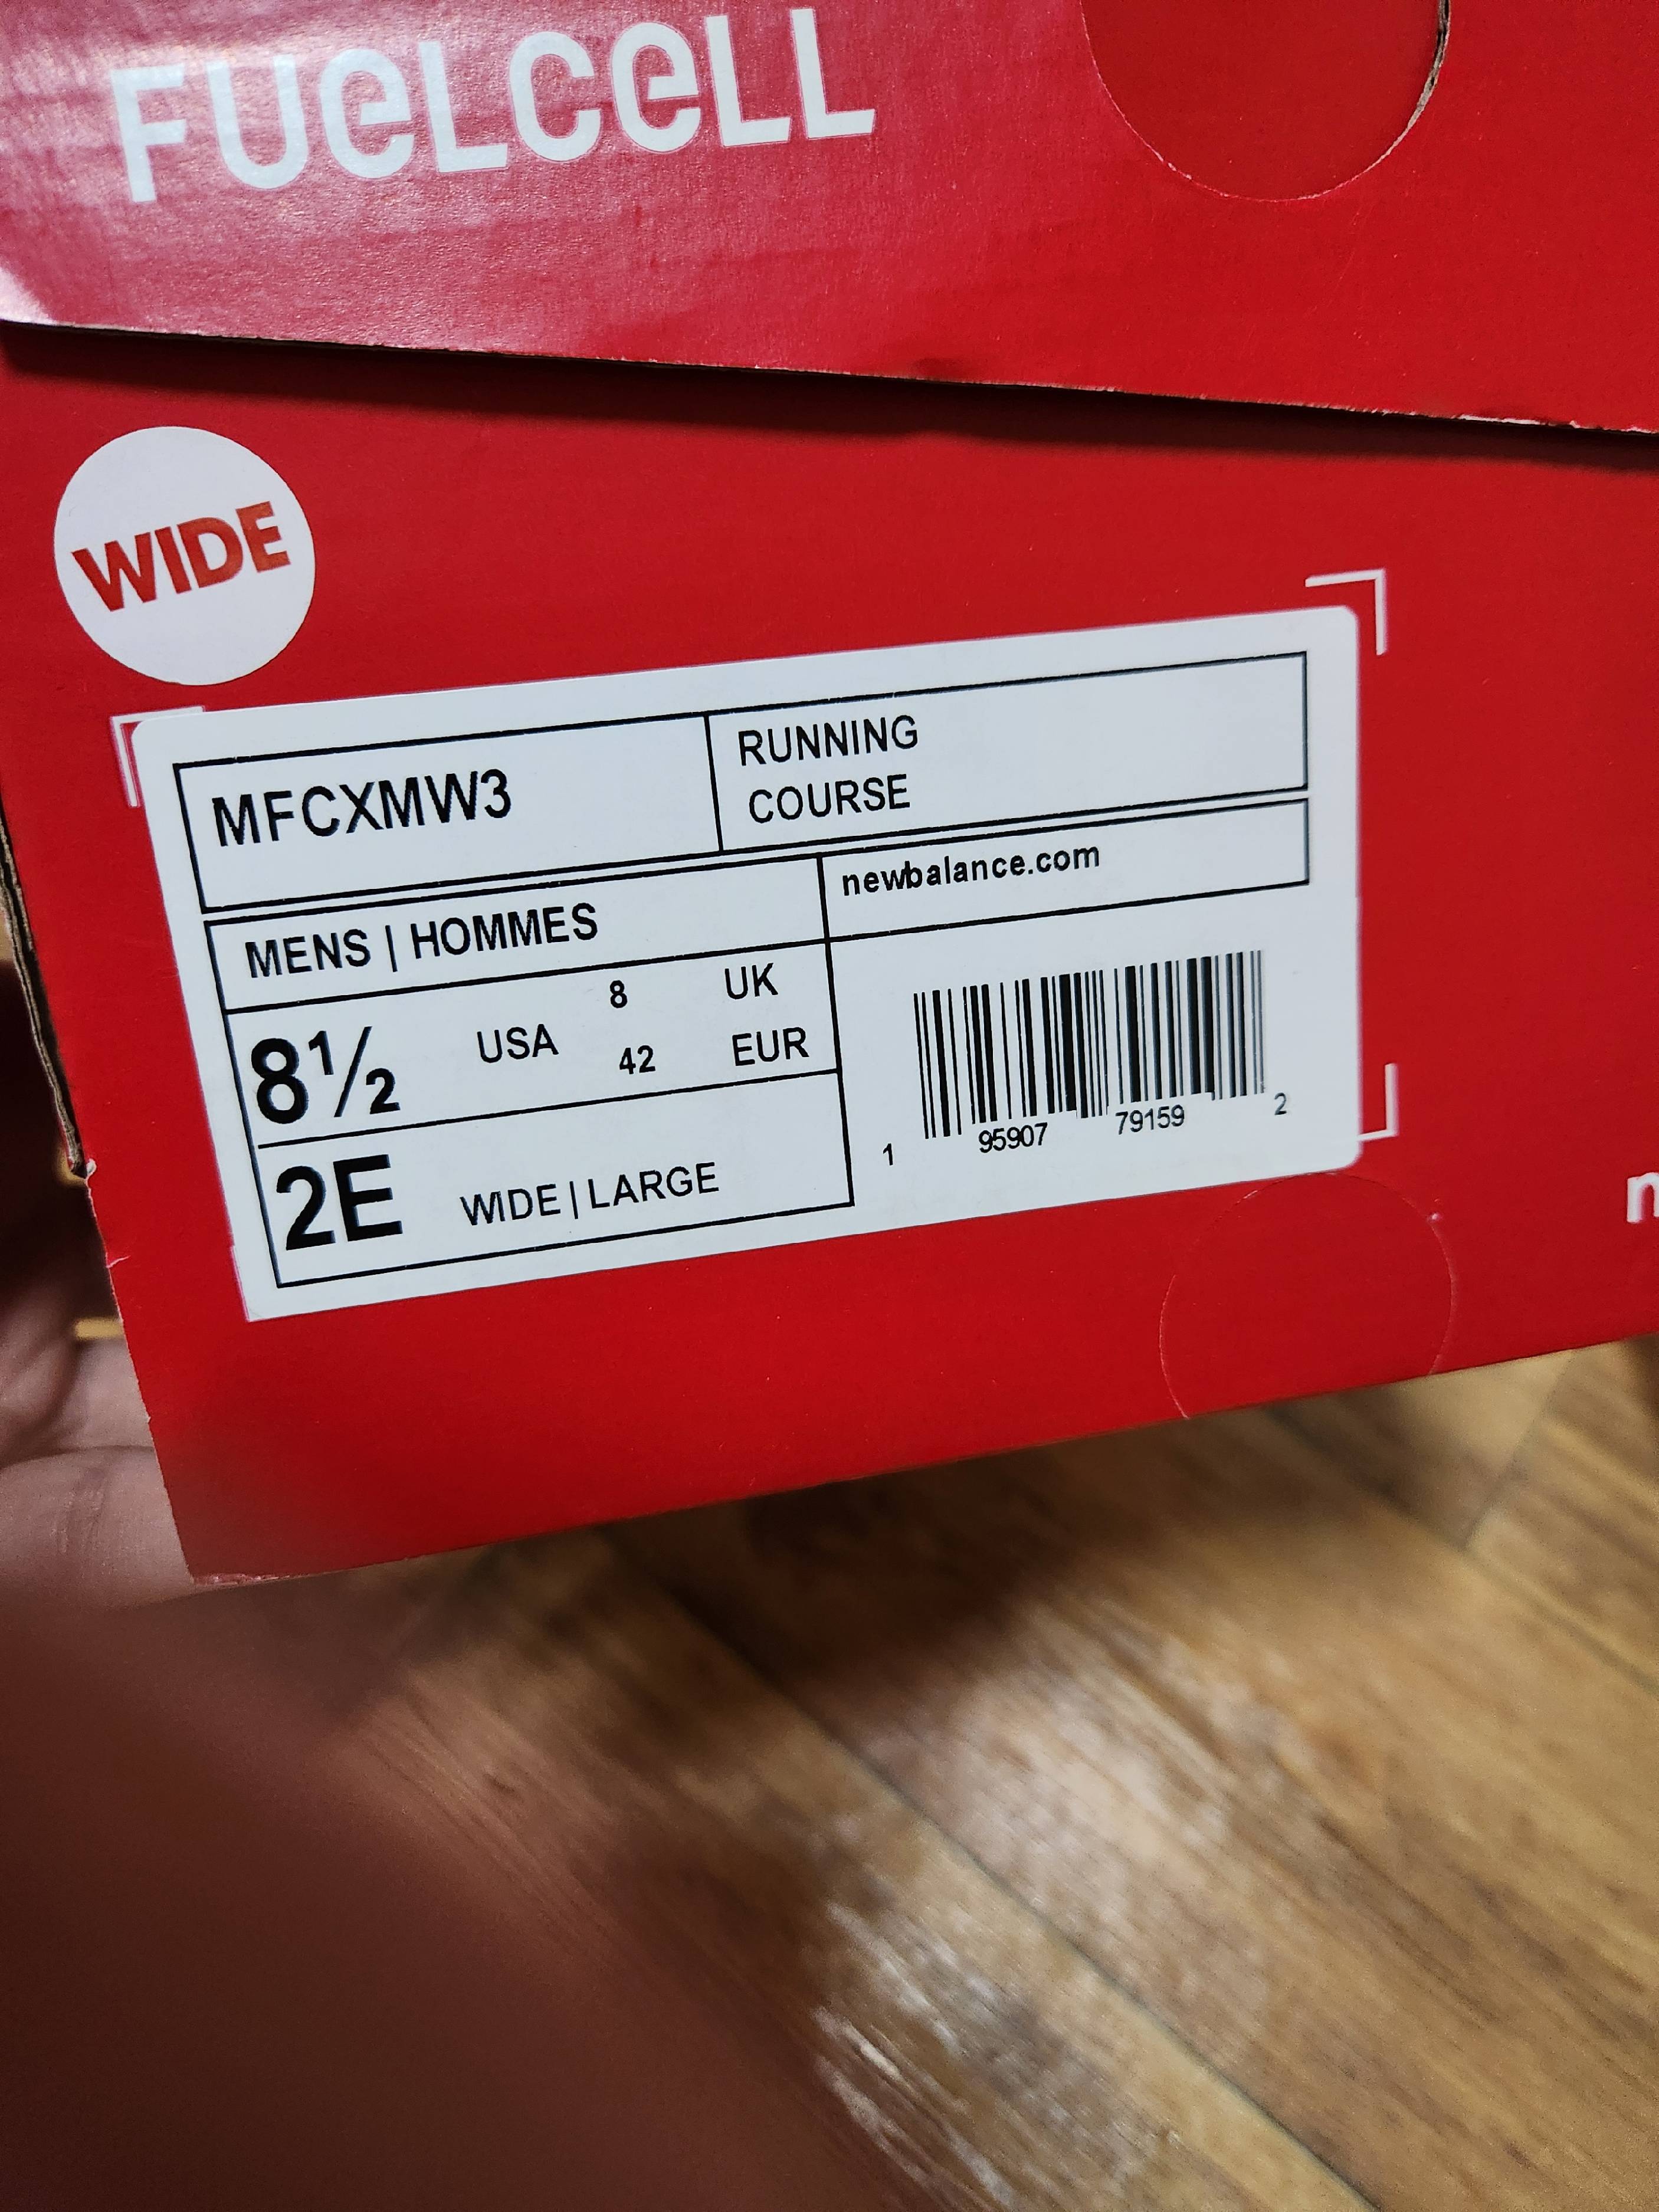 FUeLCeLL
WIDE
MFCXMW3
RUNNING
COURSE
MENS | HOMMES
newbalance.com
8½ USA 8 UK
42 EUR
2E WIDE | LARGE
1 95907 79159 2